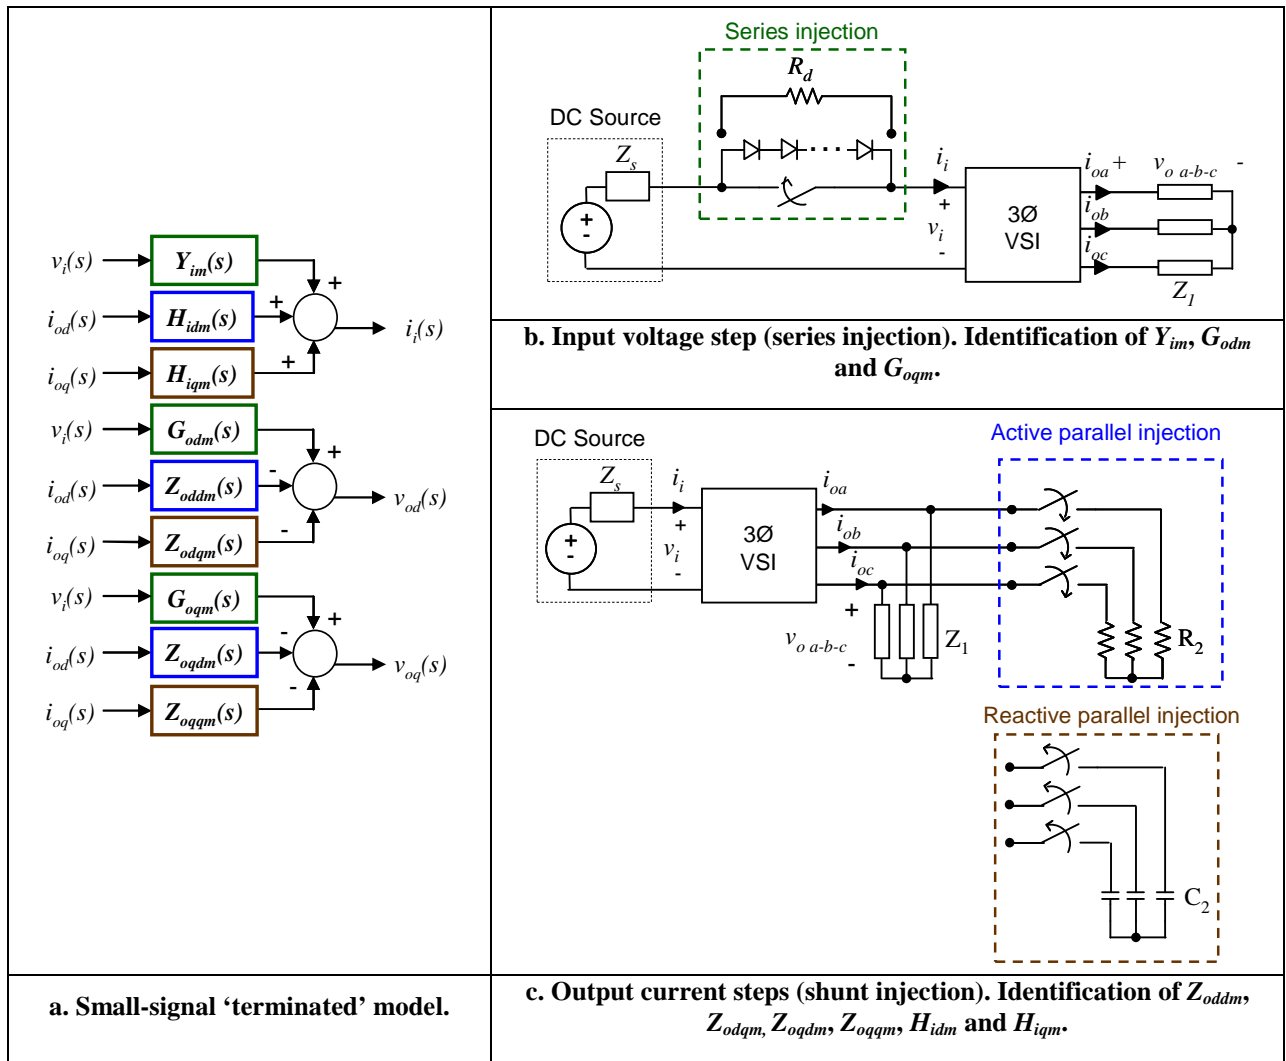 v_i(s)
Y_im(s)
+
i_od(s)
H_idm(s)
+
i_i(s)
i_oq(s)
H_iqm(s)
+
v_i(s)
G_odm(s)
+
i_od(s)
Z_oddm(s)
-
v_od(s)
i_oq(s)
Z_odqm(s)
-
v_i(s)
G_oqm(s)
+
i_od(s)
Z_oqdm(s)
-
v_oq(s)
i_oq(s)
Z_oqqm(s)
-
a. Small-signal ‘terminated’ model.
Series injection
R_d
DC Source
Z_s
+
-
i_i
+
v_i
-
3Ø
VSI
i_oa
+
v_o a-b-c
-
i_ob
i_oc
Z_1
b. Input voltage step (series injection). Identification of Y_im, G_odm
and G_oqm.
DC Source
Z_s
+
-
i_i
+
v_i
-
3Ø
VSI
i_oa
i_ob
i_oc
+
v_o a-b-c
-
Z_1
Active parallel injection
R_2
Reactive parallel injection
C_2
c. Output current steps (shunt injection). Identification of Z_oddm,
Z_odqm, Z_oqdm, Z_oqqm, H_idm and H_iqm.